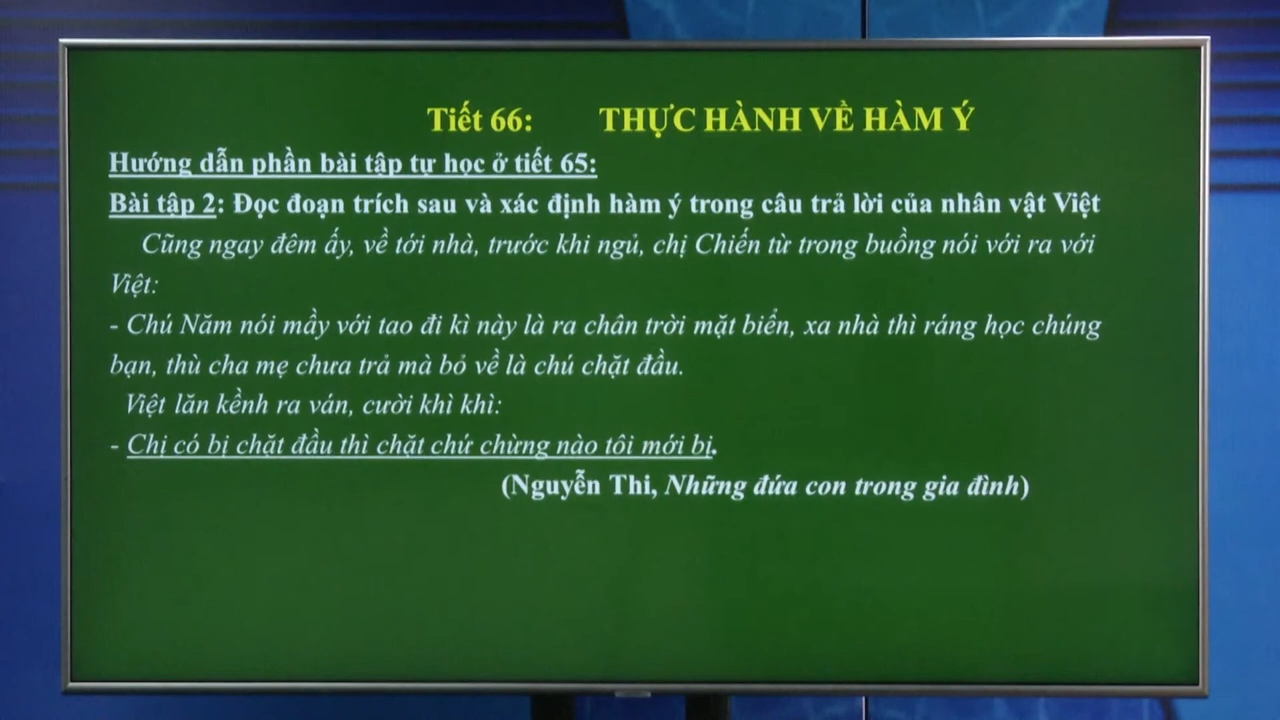 Tiết 66: THỰC HÀNH VỀ HÀM Ý
Hướng dẫn phần bài tập tự học ở tiết 65:
Bài tập 2: Đọc đoạn trích sau và xác định hàm ý trong câu trả lời của nhân vật Việt
Cũng ngay đêm ấy, về tới nhà, trước khi ngủ, chị Chiến từ trong buồng nói với ra với
Việt:
- Chú Năm nói mầy với tao đi kì này là ra chân trời mặt biển, xa nhà thì ráng học chúng
bạn, thù cha mẹ chưa trả mà bỏ về là chú chặt đầu.
Việt lăn kềnh ra ván, cười khì khì:
- Chị có bị chặt đầu thì chặt chứ chừng nào tôi mới bị.
(Nguyễn Thi, Những đứa con trong gia đình)